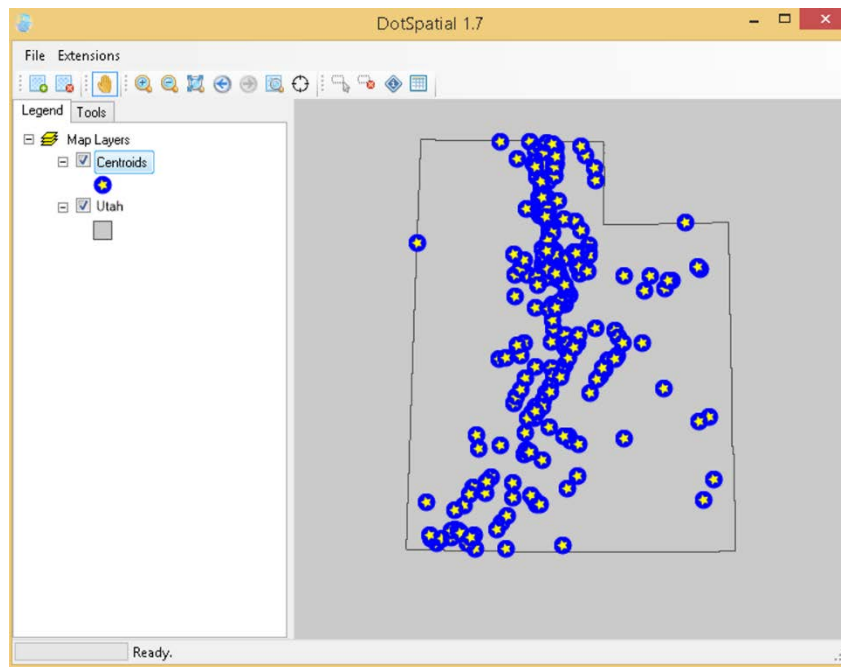 DotSpatial 1.7
File Extensions
Legend Tools
Map Layers
Centroids
Utah
Ready.